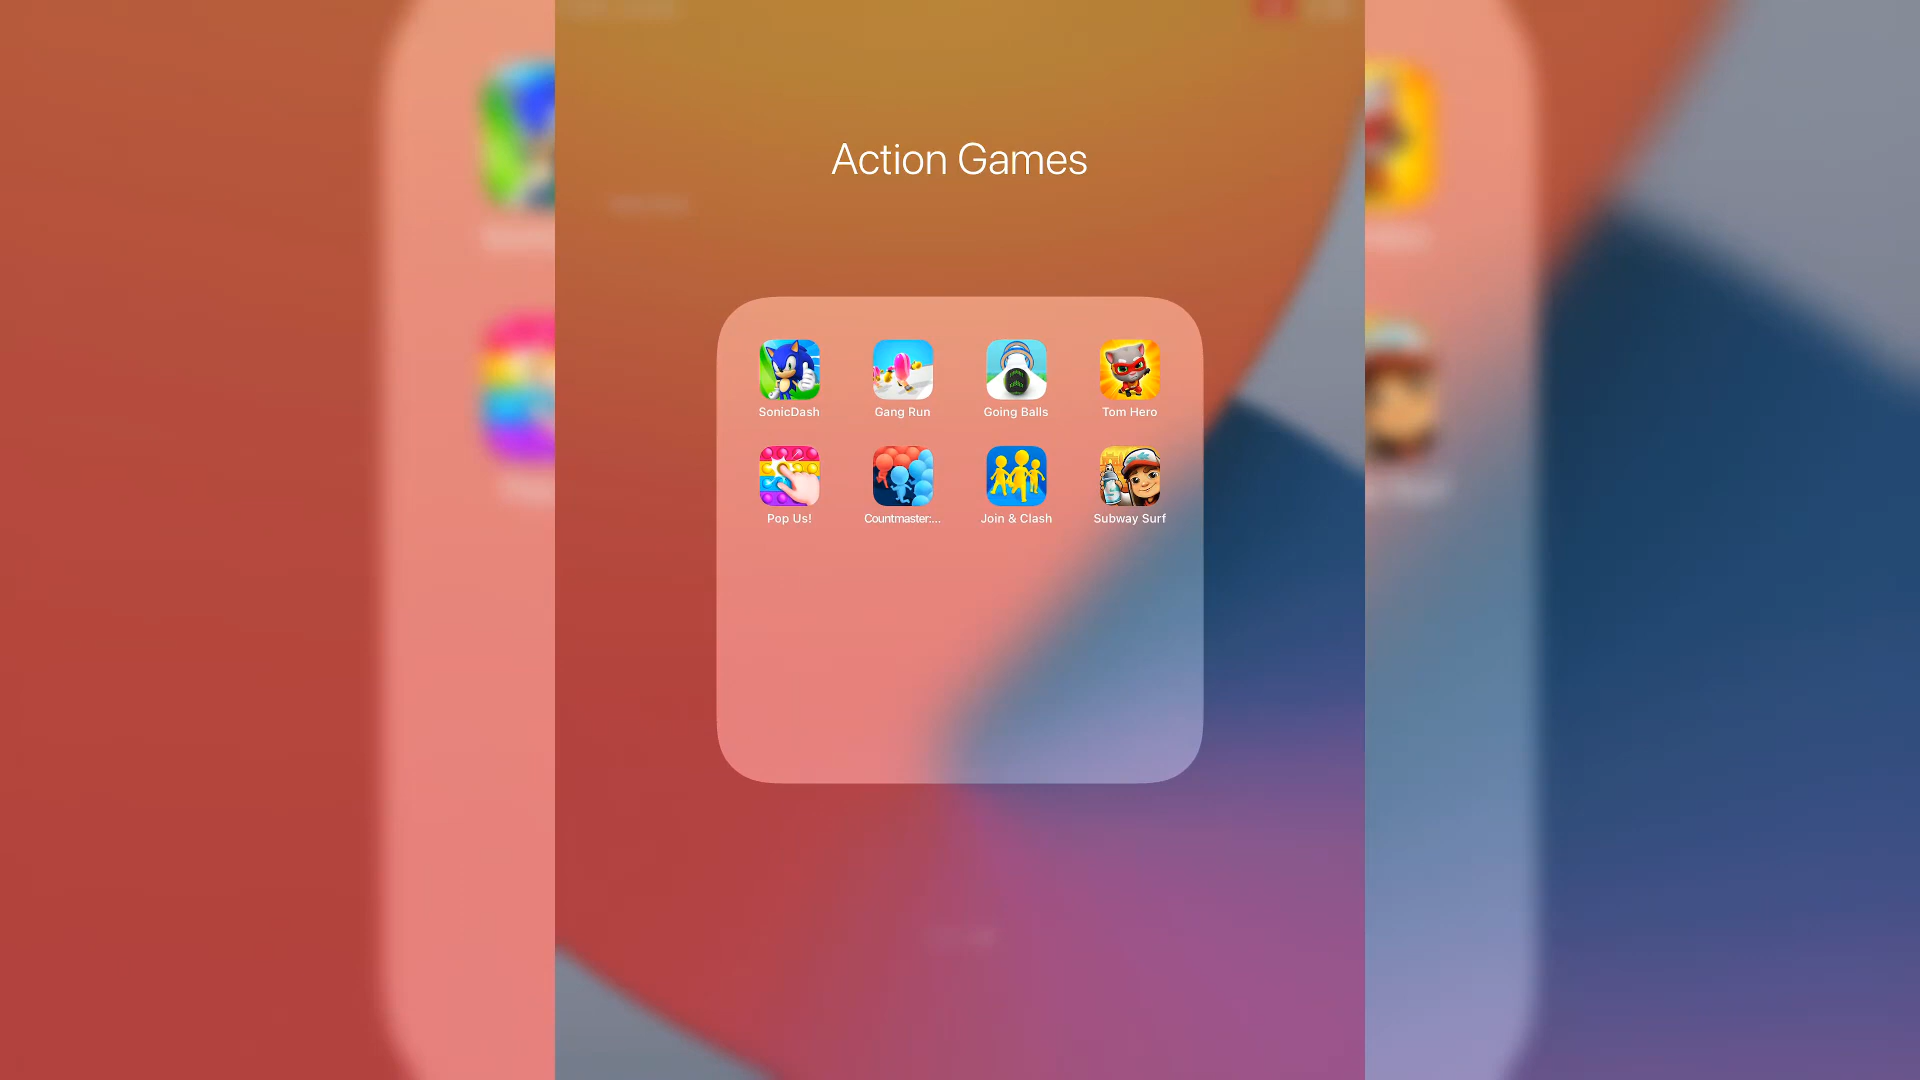 Action Games
SonicDash
Gang Run
Going Balls
Tom Hero
Pop Us!
Countmaster:...
Join & Clash
Subway Surf